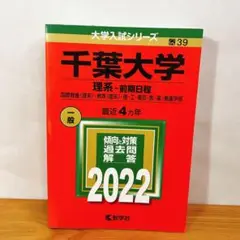 大学入試シリーズ
39
千葉大学
理系-前期日程
最近4カ年
一般
傾向と対策
過去問
解答
2022
教学社